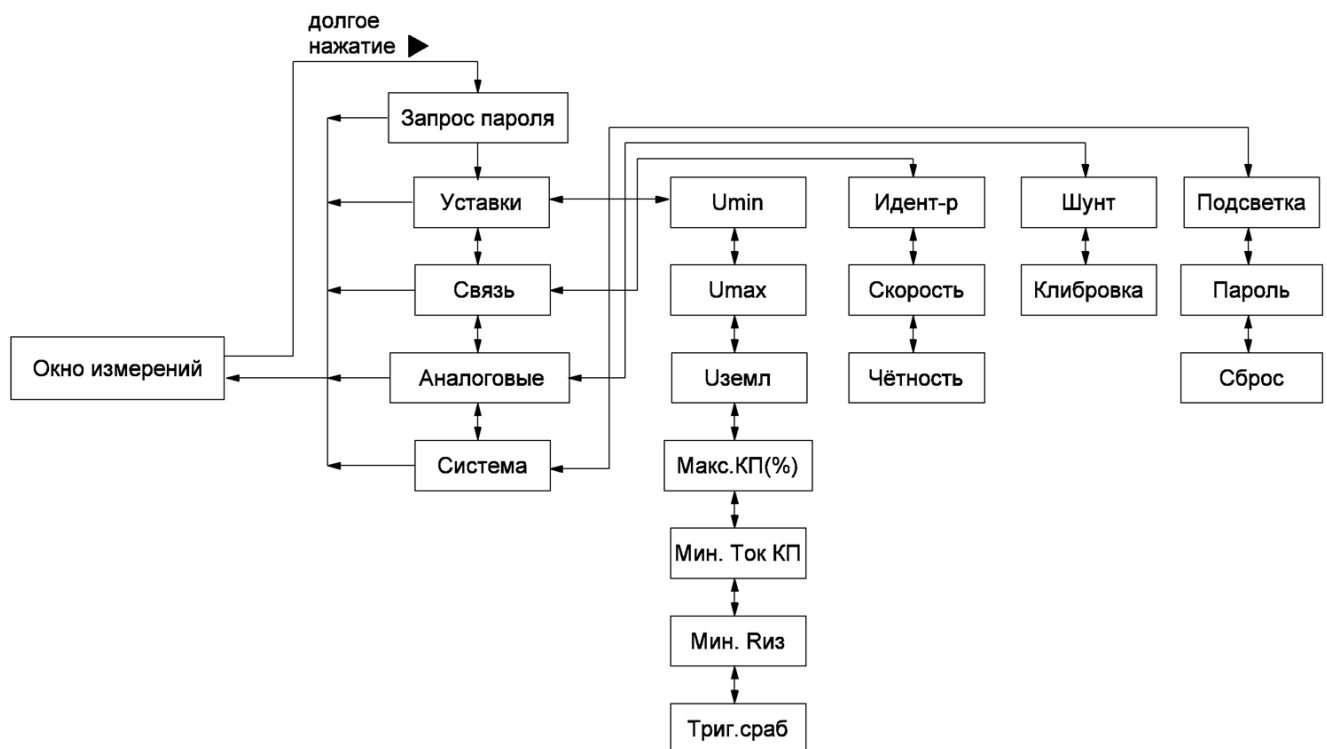 долгое
нажатие
Запрос пароля
Уставки
Umin
Идент-р
Шунт
Подсветка
Связь
Umax
Скорость
Клибровка
Пароль
Окно измерений
Аналоговые
Uземл
Чётность
Сброс
Система
Макс.КП(%)
Мин. Ток КП
Мин. Rиз
Триг.сраб